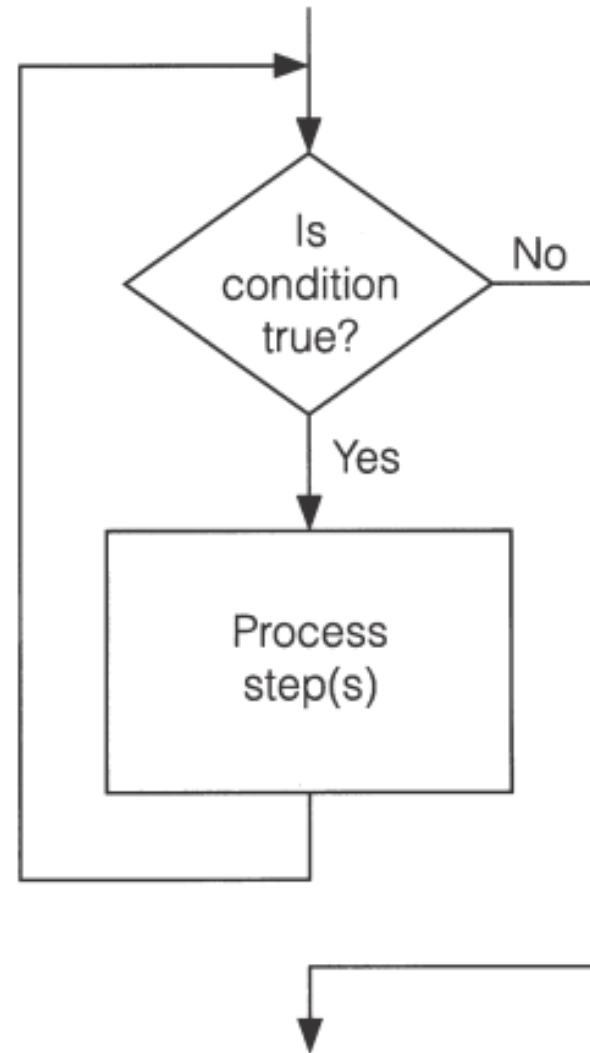 Is
condition
true?
No
Yes
Process
step(s)